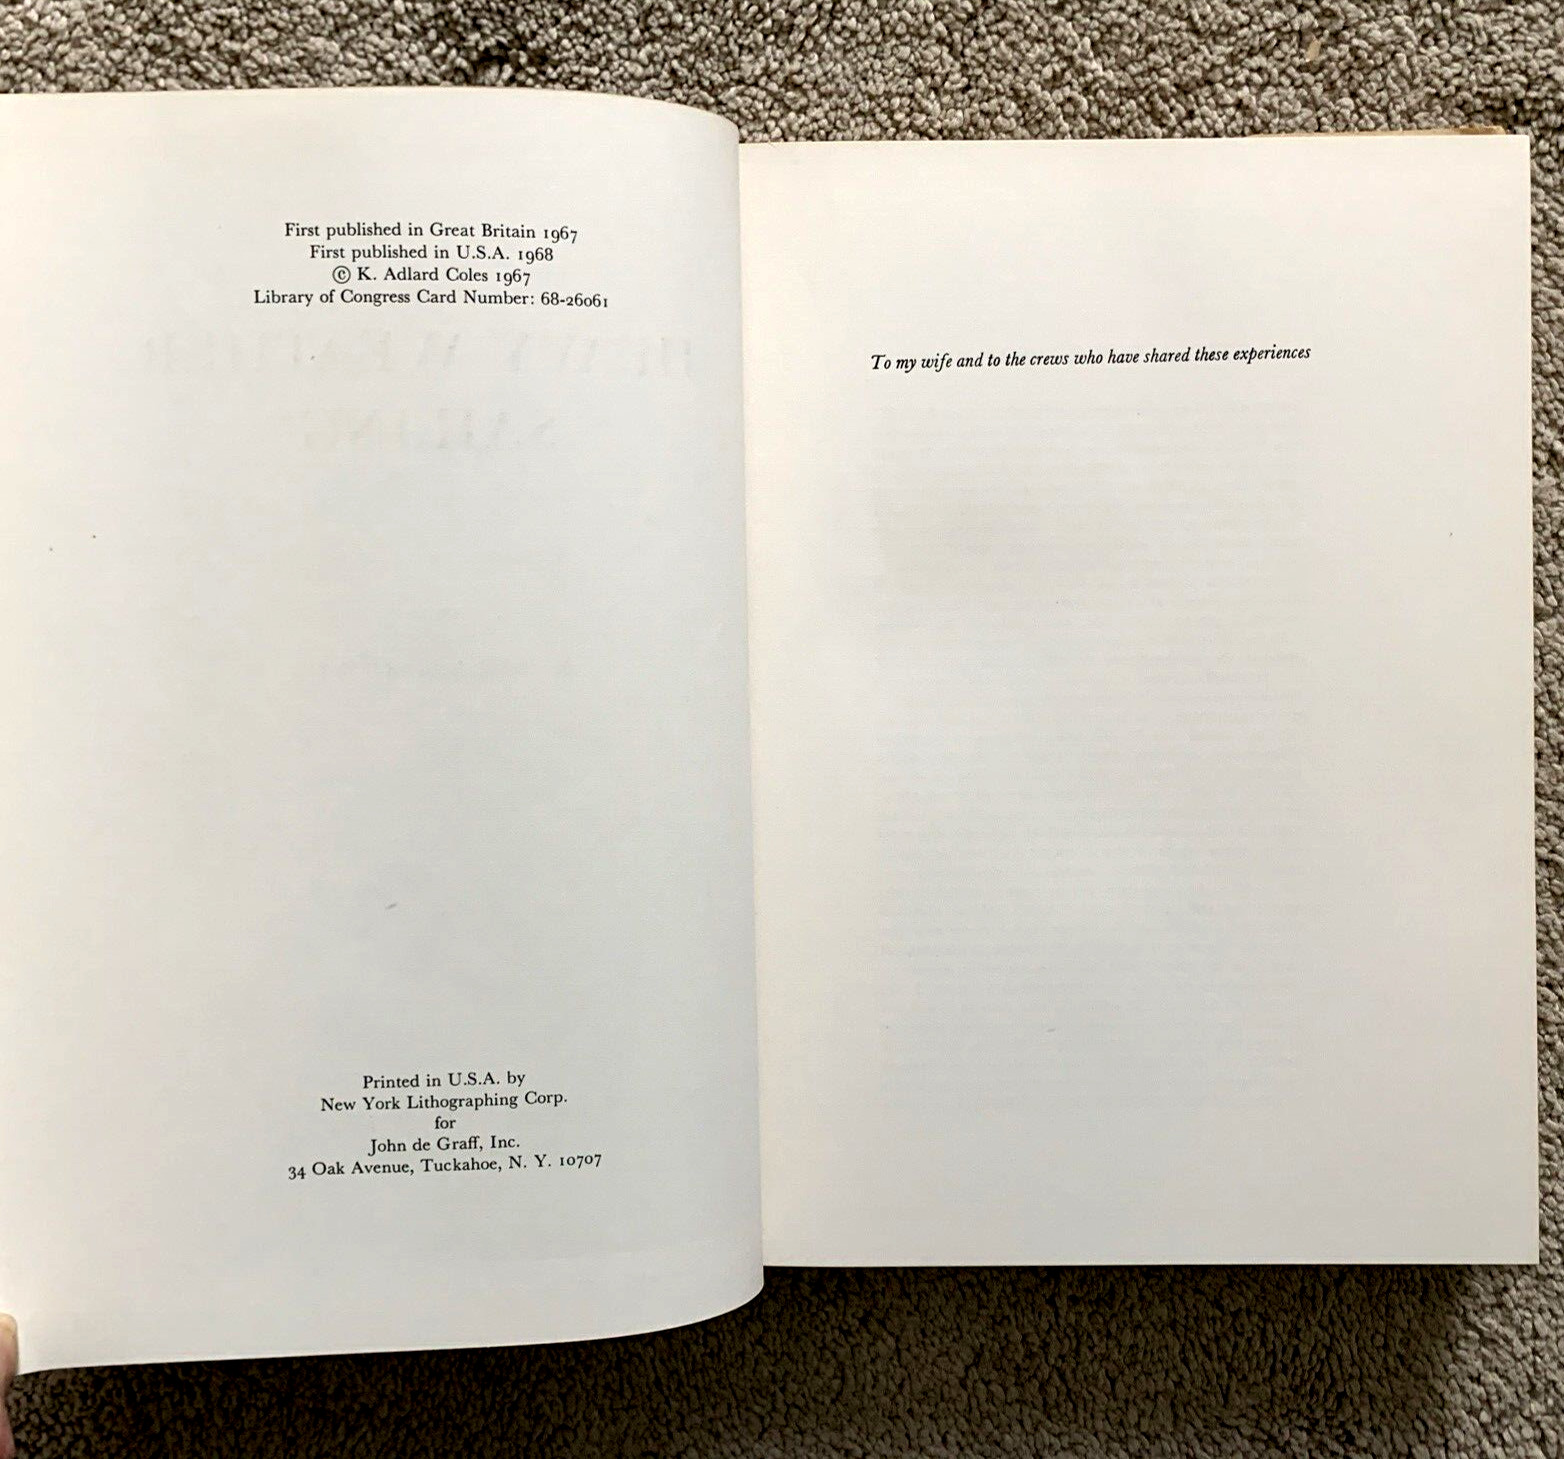 First published in Great Britain 1967
First published in U.S.A. 1968
© K. Adlard Coles 1967
Library of Congress Card Number: 68-26061
Printed in U.S.A. by
New York Lithographing Corp.
for
John de Graff, Inc.
34 Oak Avenue, Tuckahoe, N. Y. 10707
To my wife and to the crews who have shared these experiences